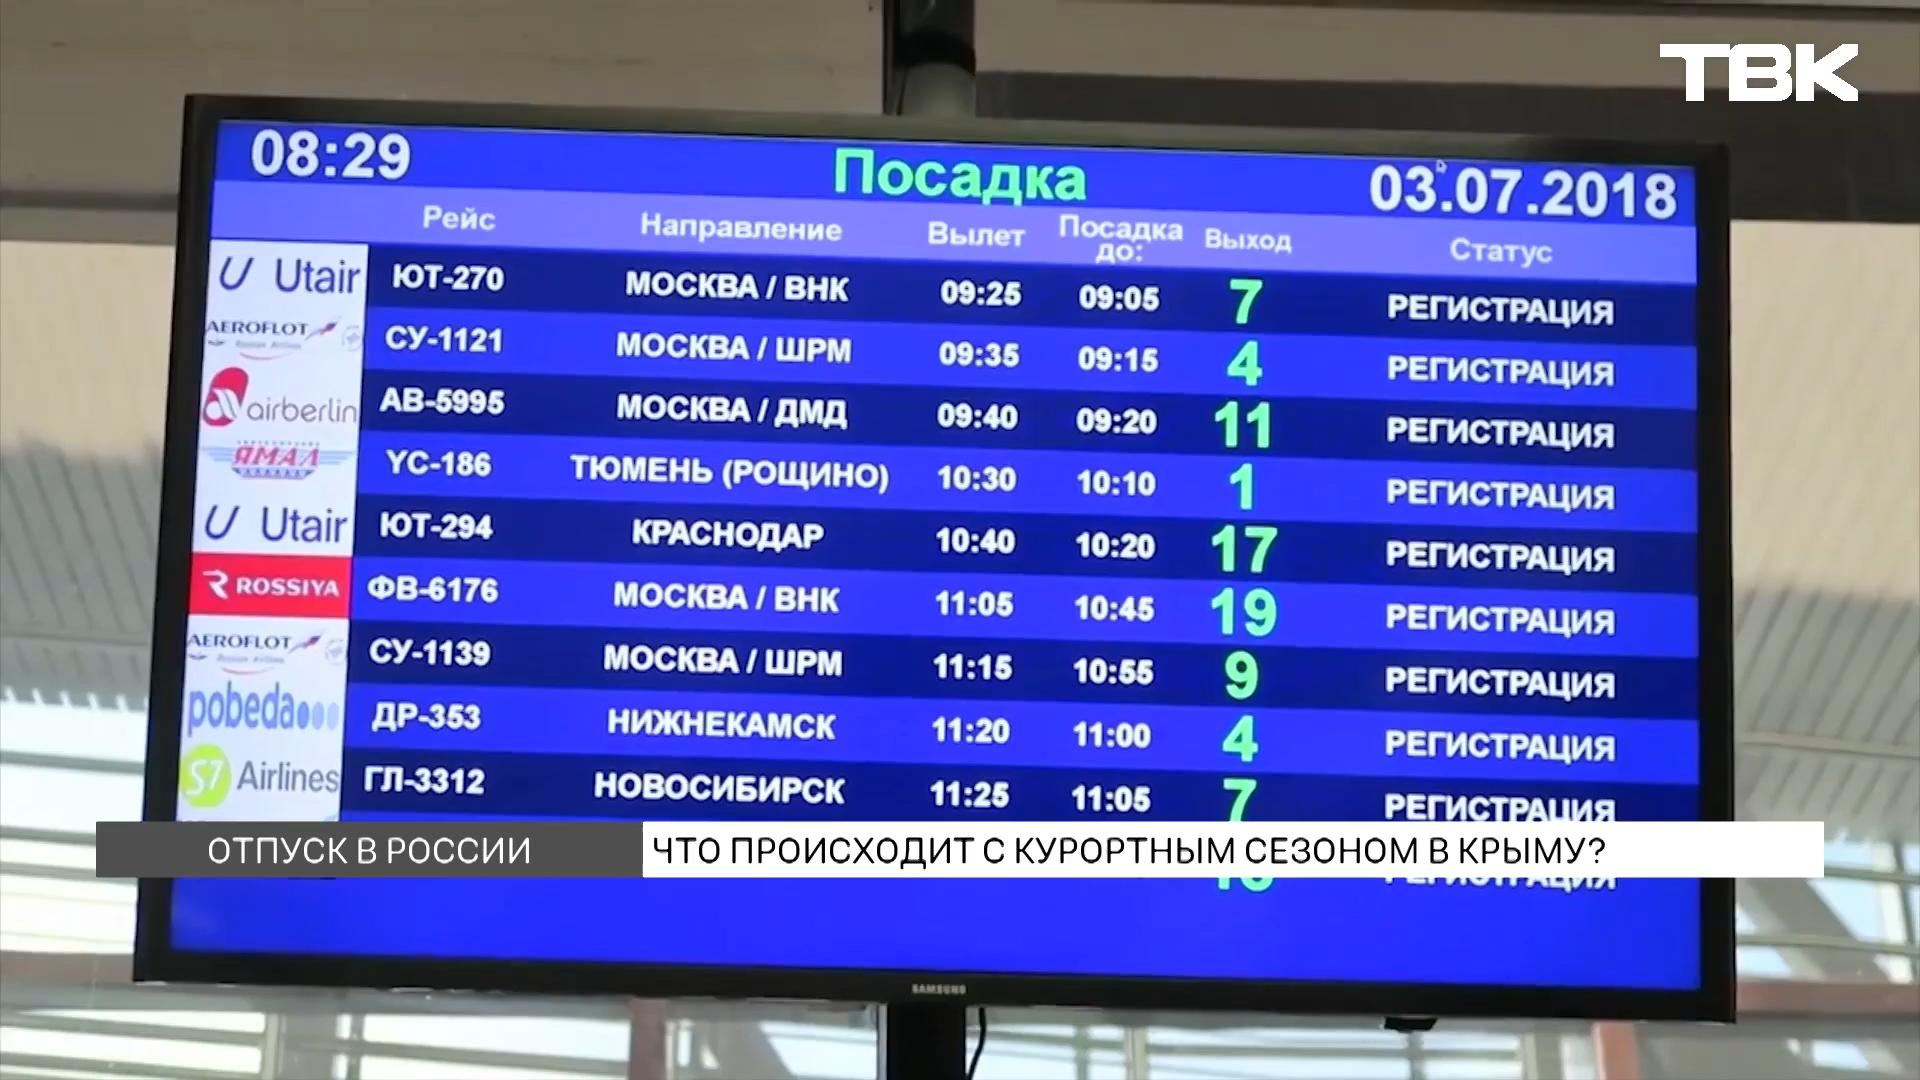 ТВК
08:29 Посадка 03.07.2018
Рейс Направление Вылет Посадка до: Выход Статус
Utair ЮТ-270 МОСКВА / ВНК 09:25 09:05 7 РЕГИСТРАЦИЯ
AEROFLOT Russian Airlines СУ-1121 МОСКВА / ШРМ 09:35 09:15 4 РЕГИСТРАЦИЯ
airberlin АВ-5995 МОСКВА / ДМД 09:40 09:20 11 РЕГИСТРАЦИЯ
ЯМАЛ YC-186 ТЮМЕНЬ (РОЩИНО) 10:30 10:10 1 РЕГИСТРАЦИЯ
Utair ЮТ-294 КРАСНОДАР 10:40 10:20 17 РЕГИСТРАЦИЯ
ROSSIYA ФВ-6176 МОСКВА / ВНК 11:05 10:45 19 РЕГИСТРАЦИЯ
AEROFLOT Russian Airlines СУ-1139 МОСКВА / ШРМ 11:15 10:55 9 РЕГИСТРАЦИЯ
pobeda ДР-353 НИЖНЕКАМСК 11:20 11:00 4 РЕГИСТРАЦИЯ
S7 Airlines ГЛ-3312 НОВОСИБИРСК 11:25 11:05 7 РЕГИСТРАЦИЯ
ОТПУСК В РОССИИ ЧТО ПРОИСХОДИТ С КУРОРТНЫМ СЕЗОНОМ В КРЫМУ?
РЕГИСТРАЦИЯ
SAMSUNG